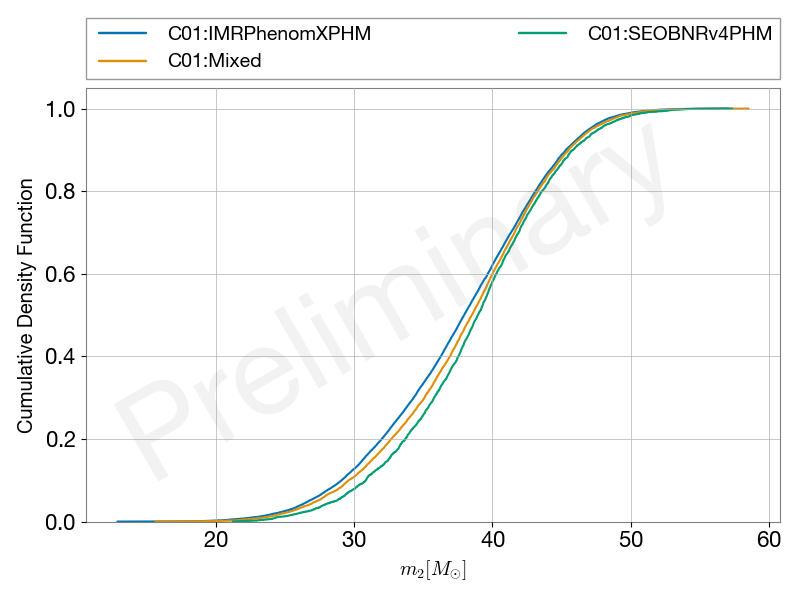 C01:IMRPhenomXPHM
C01:Mixed
C01:SEOBNRv4PHM
Preliminary
Cumulative Density Function
1.0
0.8
0.6
0.4
0.2
0.0
20 30 40 50 60
m₂[M⊙]